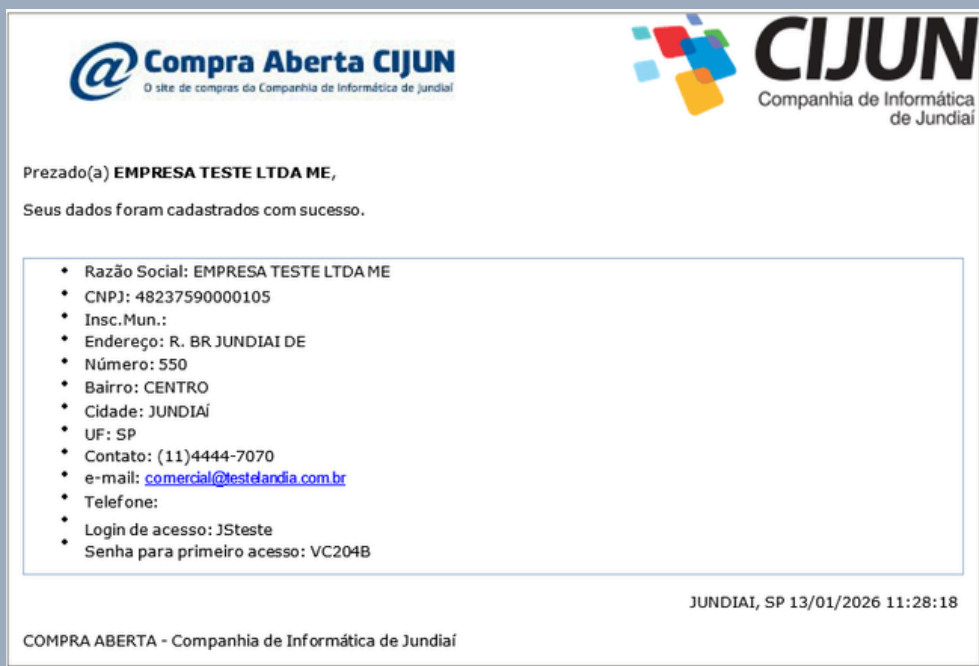 @ Compra Aberta CIJUN
O site de compras da Companhia de Informática de Jundiaí
CIJUN
Companhia de Informática
de Jundiaí
Prezado(a) EMPRESA TESTE LTDA ME,
Seus dados foram cadastrados com sucesso.
• Razão Social: EMPRESA TESTE LTDA ME
• CNPJ: 48237590000105
• Insc.Mun.:
• Endereço: R. BR JUNDIAI DE
• Número: 550
• Bairro: CENTRO
• Cidade: JUNDIAí
• UF: SP
• Contato: (11)4444-7070
• e-mail: comercial@testelandia.com.br
• Telefone:
• Login de acesso: JSteste
• Senha para primeiro acesso: VC204B
JUNDIAI, SP 13/01/2026 11:28:18
COMPRA ABERTA - Companhia de Informática de Jundiaí